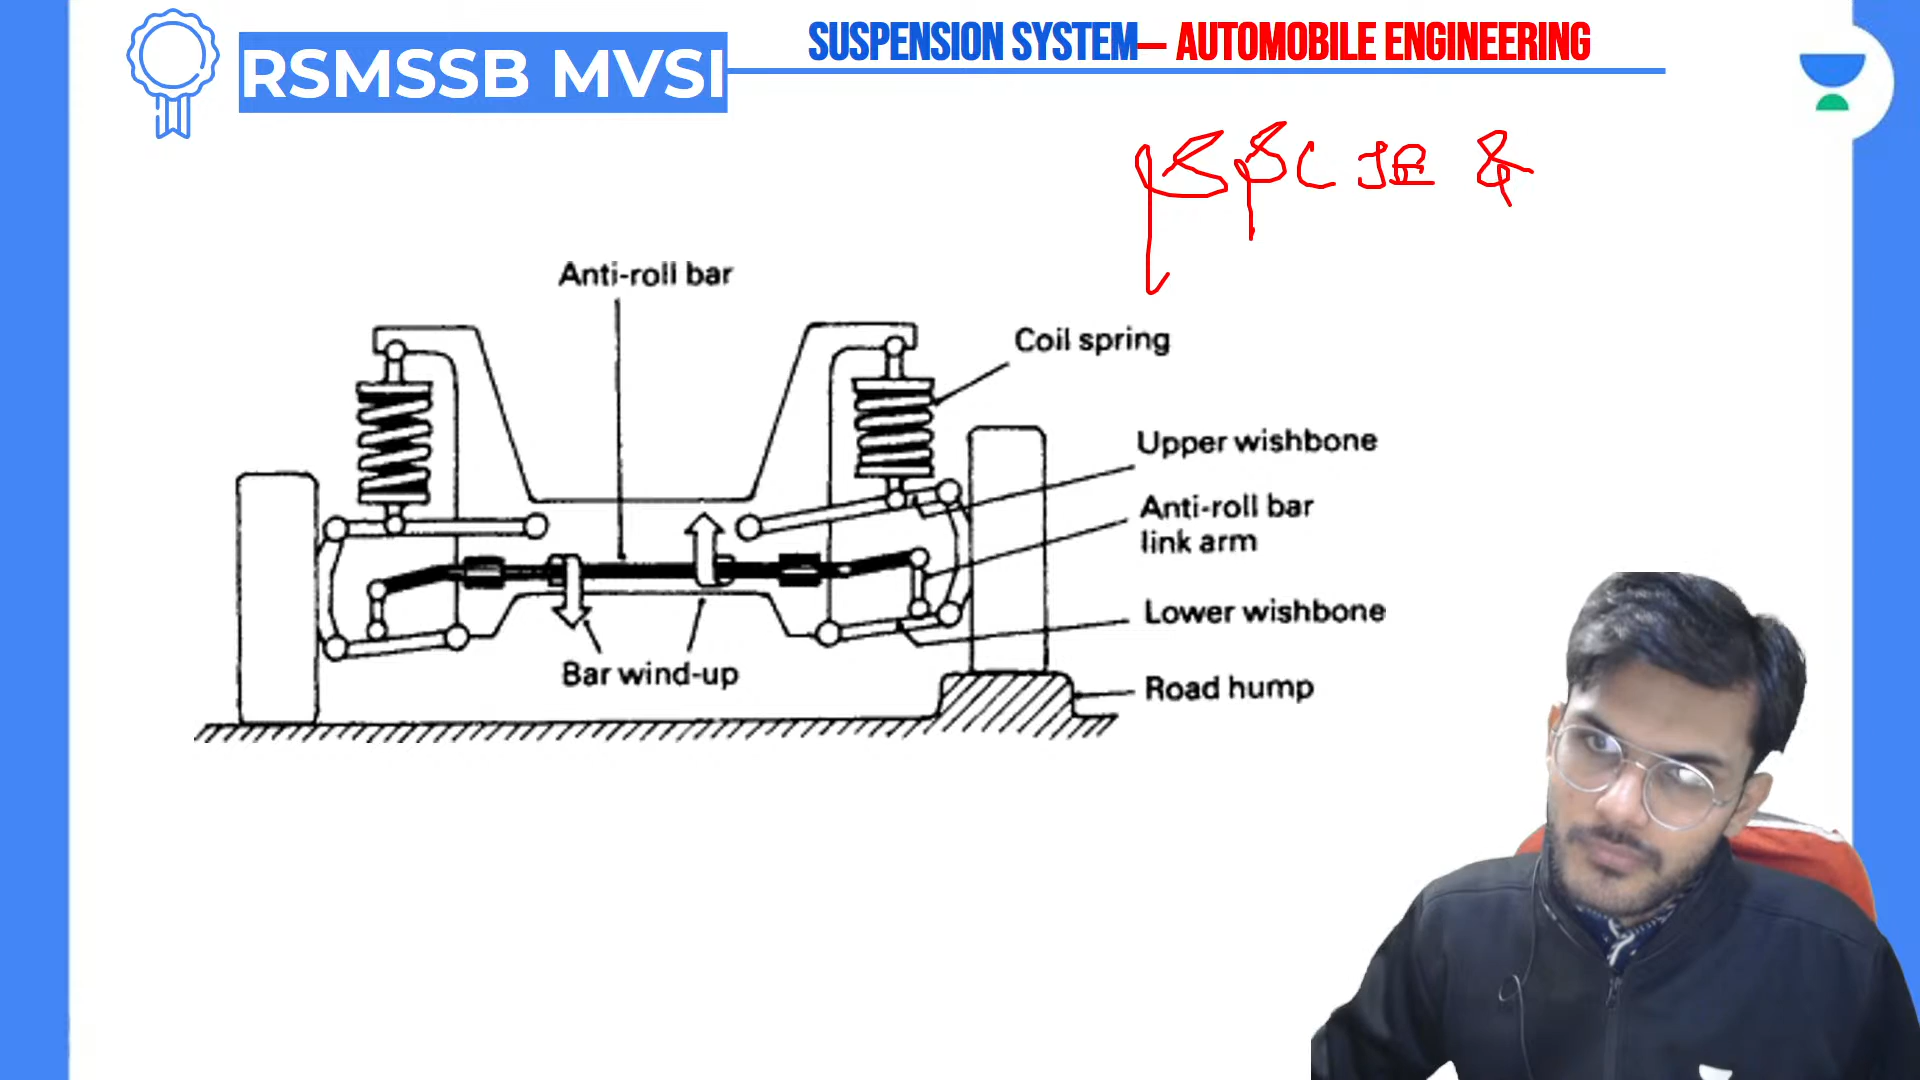 SUSPENSION SYSTEM– AUTOMOBILE ENGINEERING
RSMSSB MVSI
JE &
Anti-roll bar
Coil spring
Upper wishbone
Anti-roll bar
link arm
Lower wishbone
Bar wind-up
Road hump